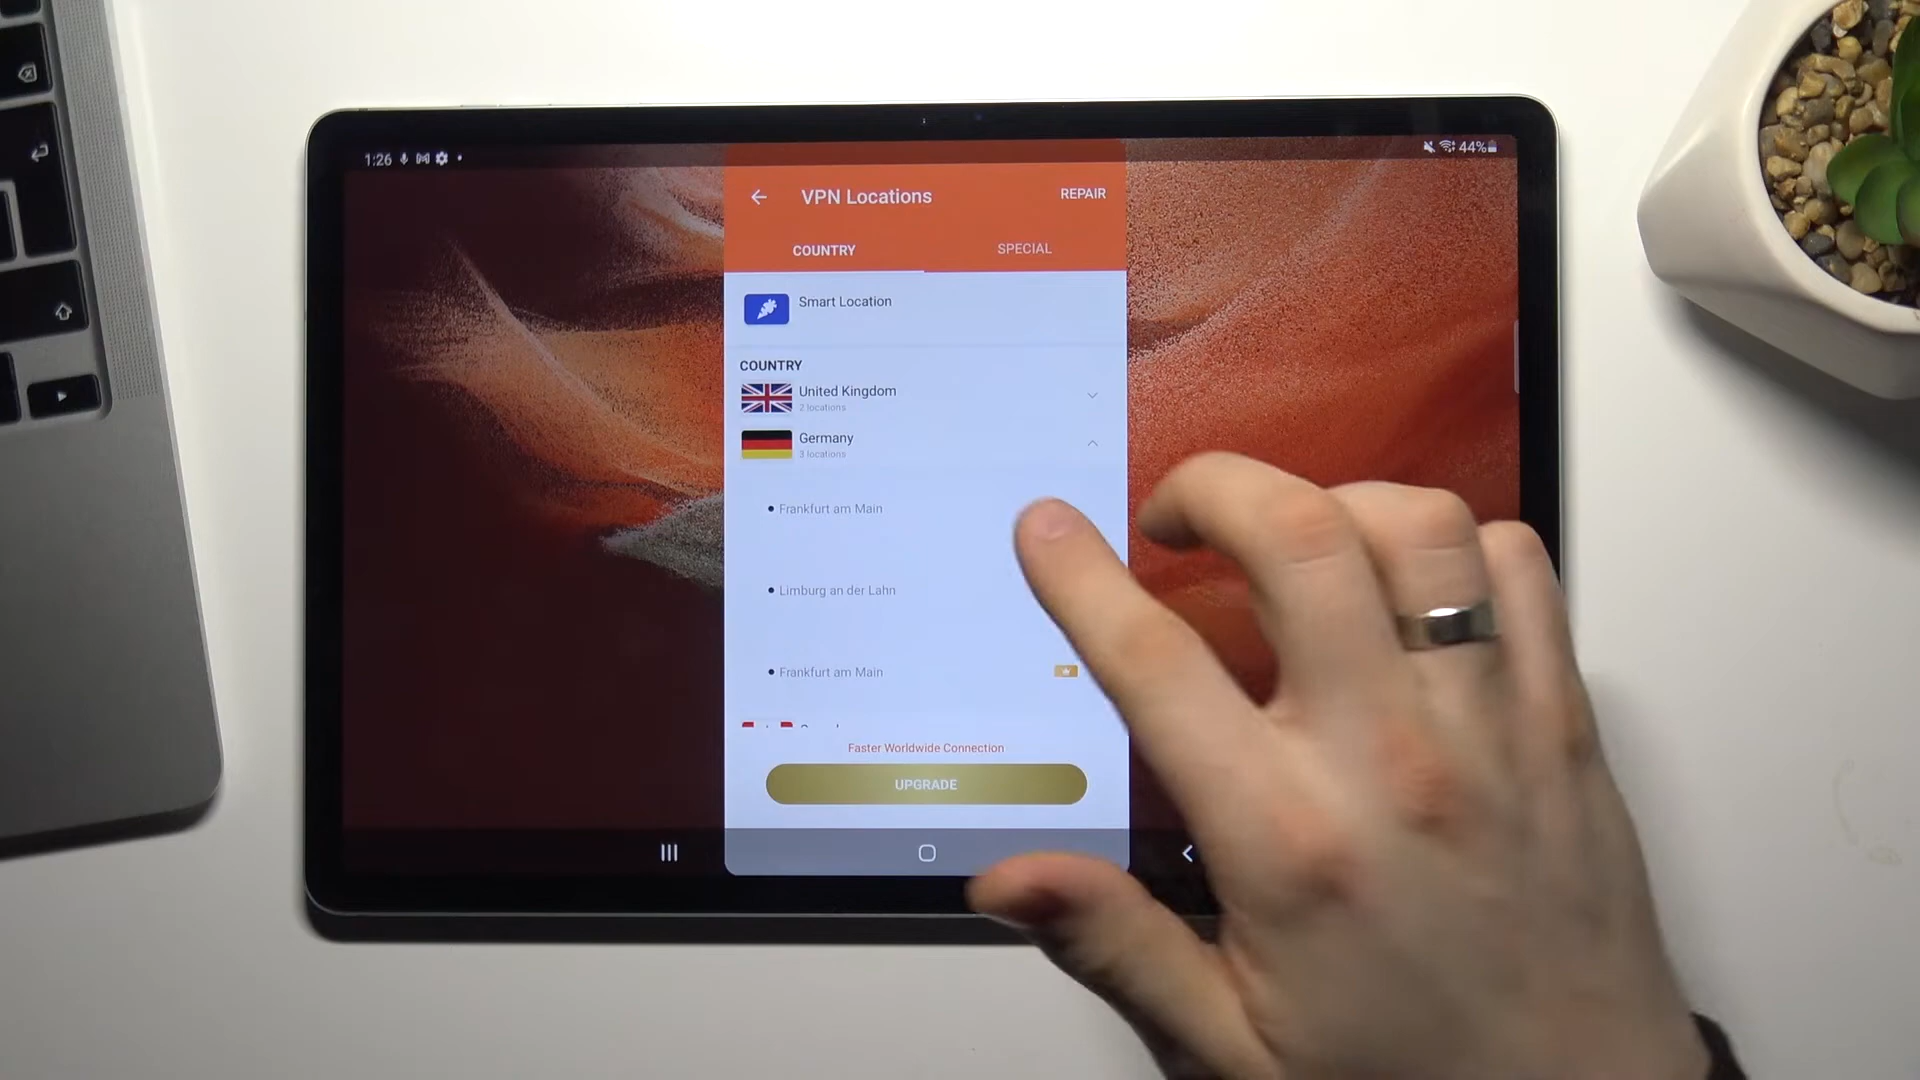 1:26
44%
VPN Locations
REPAIR
COUNTRY
SPECIAL
Smart Location
COUNTRY
United Kingdom
2 locations
Germany
3 locations
Frankfurt am Main
Limburg an der Lahn
Frankfurt am Main
Faster Worldwide Connection
UPGRADE